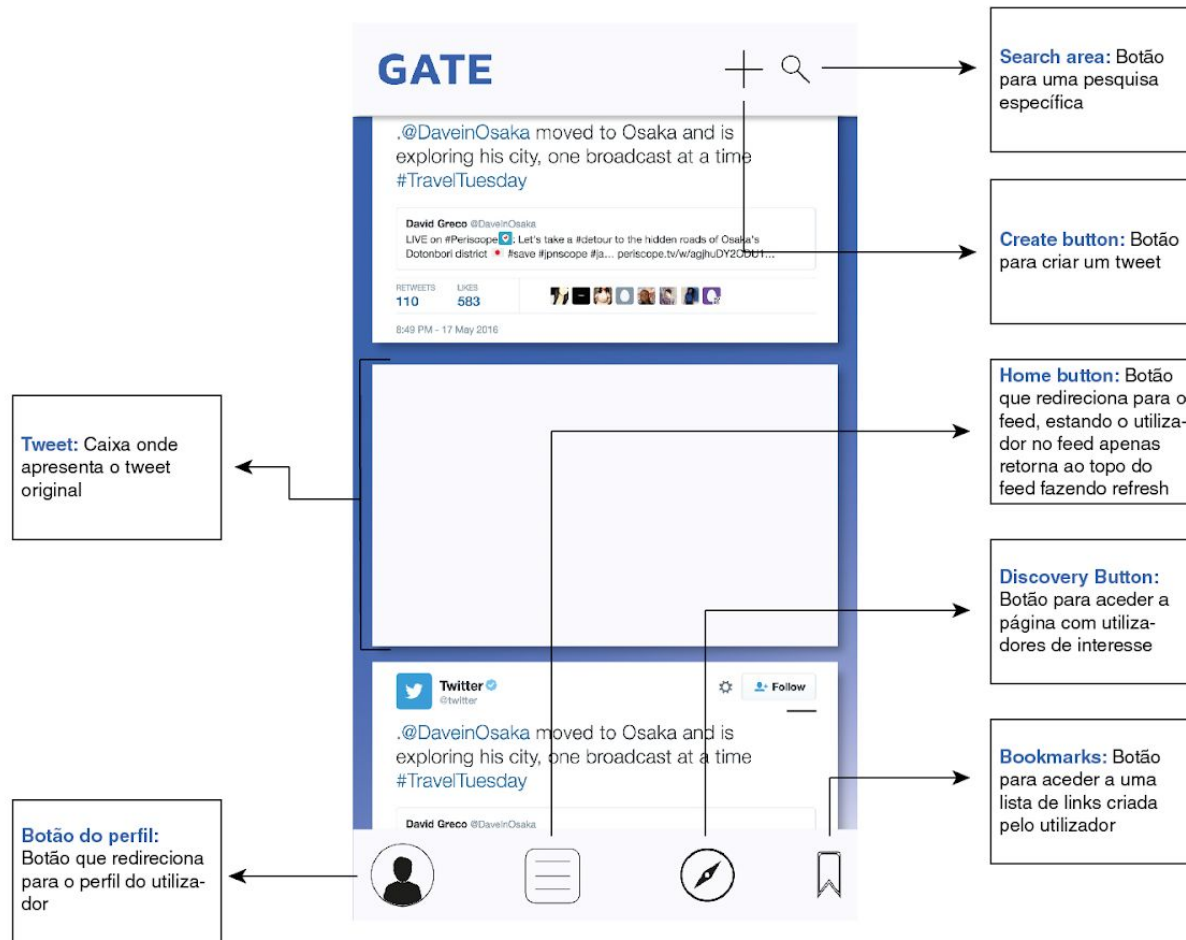 GATE
.@DaveinOsaka moved to Osaka and is
exploring his city, one broadcast at a time
#TravelTuesday
David Greco @DaveinOsaka
LIVE on #Periscope: Let's take a #detour to the hidden roads of Osaka's
Dotonbori district #save #jpnscope #ja...
RETWEETS LIKES
110 583
8:49 PM - 17 May 2016
Twitter
@twitter
Follow
.@DaveinOsaka moved to Osaka and is
exploring his city, one broadcast at a time
#TravelTuesday
David Greco @DaveinOsaka
Tweet: Caixa onde
apresenta o tweet
original
Botão do perfil:
Botão que redireciona
para o perfil do utiliza-
dor
Search area: Botão
para uma pesquisa
específica
Create button: Botão
para criar um tweet
Home button: Botão
que redireciona para o
feed, estando o utiliza-
dor no feed apenas
retorna ao topo do
feed fazendo refresh
Discovery Button:
Botão para aceder a
página com utiliza-
dores de interesse
Bookmarks: Botão
para aceder a uma
lista de links criada
pelo utilizador